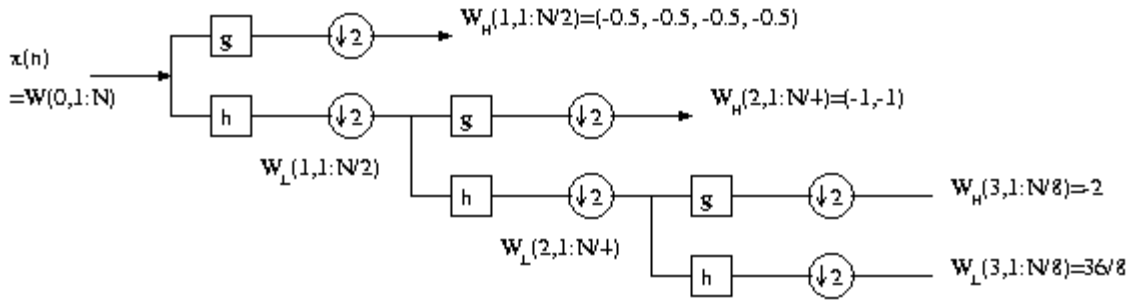 W_H(1,1:N/2)=(-0.5, -0.5, -0.5, -0.5)
g
↓2
x(n)
=W(0,1:N)
W_H(2,1:N/4)=(-1,-1)
h
↓2
g
↓2
W_L(1,1:N/2)
h
↓2
g
↓2
W_H(3,1:N/8)=-2
W_L(2,1:N/4)
h
↓2
W_L(3,1:N/8)=36/8